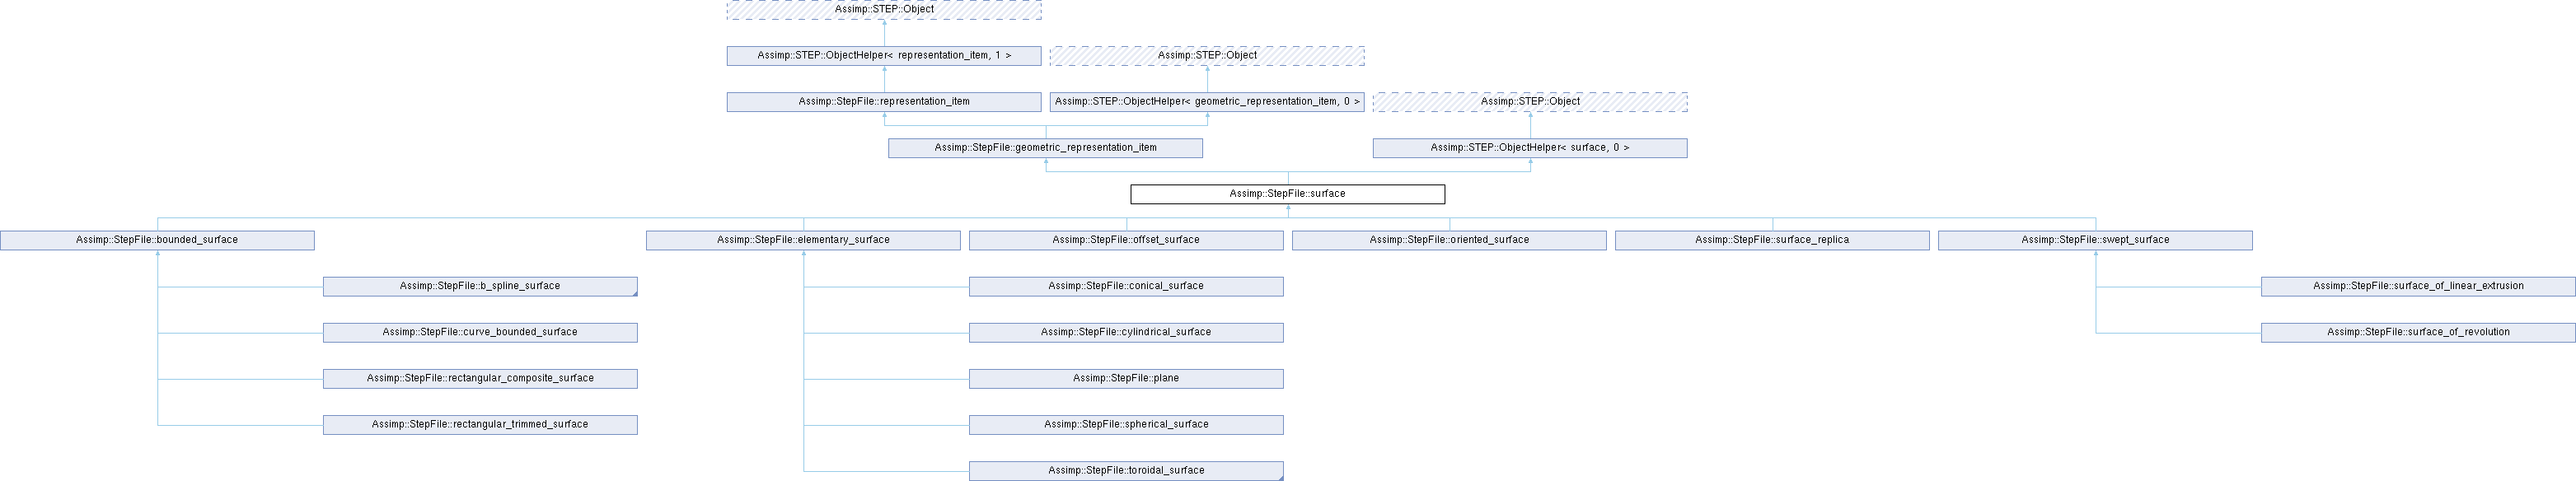 Assimp::STEP::Object
Assimp::STEP::ObjectHelper< representation_item, 1 >
Assimp::STEP::Object
Assimp::StepFile::representation_item
Assimp::STEP::ObjectHelper< geometric_representation_item, 0 >
Assimp::STEP::Object
Assimp::StepFile::geometric_representation_item
Assimp::STEP::ObjectHelper< surface, 0 >
Assimp::StepFile::surface
Assimp::StepFile::bounded_surface
Assimp::StepFile::elementary_surface
Assimp::StepFile::offset_surface
Assimp::StepFile::oriented_surface
Assimp::StepFile::surface_replica
Assimp::StepFile::swept_surface
Assimp::StepFile::b_spline_surface
Assimp::StepFile::conical_surface
Assimp::StepFile::surface_of_linear_extrusion
Assimp::StepFile::curve_bounded_surface
Assimp::StepFile::cylindrical_surface
Assimp::StepFile::surface_of_revolution
Assimp::StepFile::rectangular_composite_surface
Assimp::StepFile::plane
Assimp::StepFile::rectangular_trimmed_surface
Assimp::StepFile::spherical_surface
Assimp::StepFile::toroidal_surface